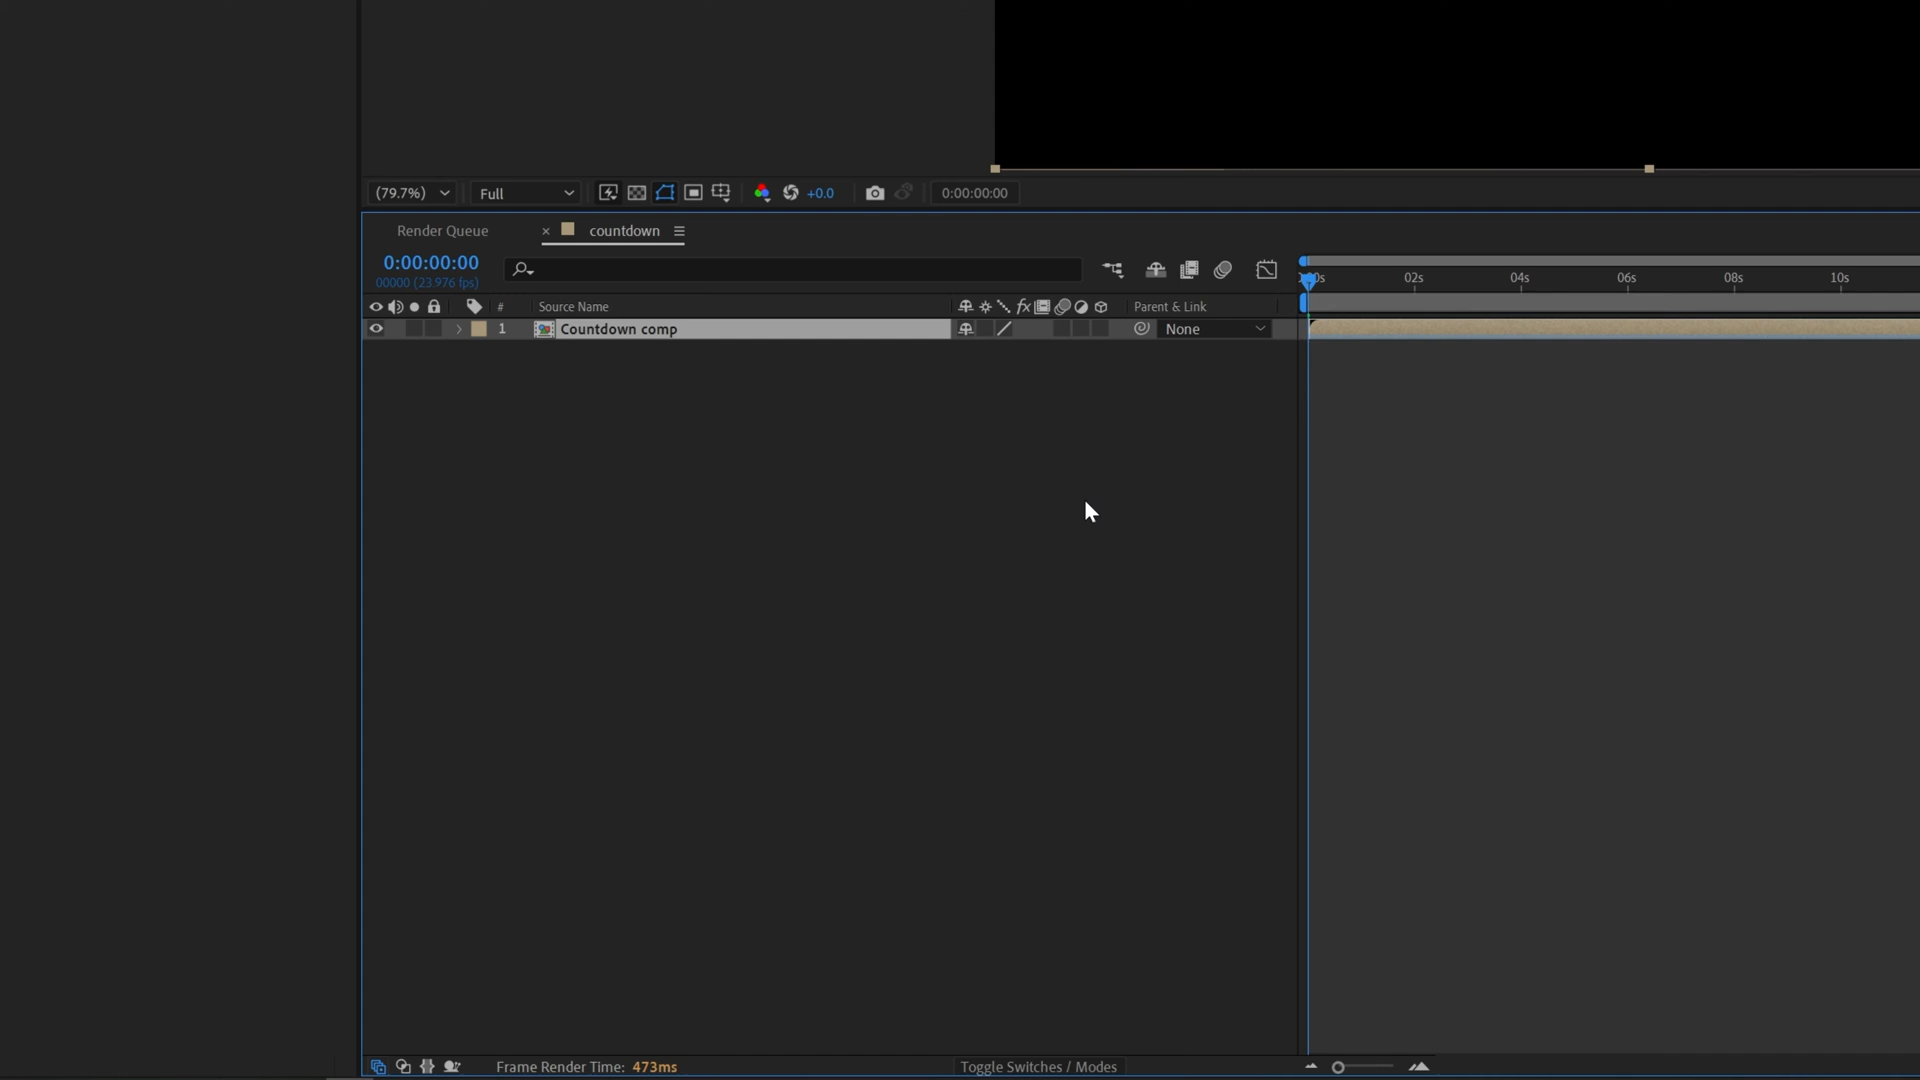 (79.7%)
Full
+0.0
0:00:00:00
Render Queue
× countdown
0:00:00:00
00000 (23.976 fps)
02s
04s
06s
08s
10s
#
Source Name
fx
Parent & Link
1
Countdown comp
None
Frame Render Time: 473ms
Toggle Switches / Modes